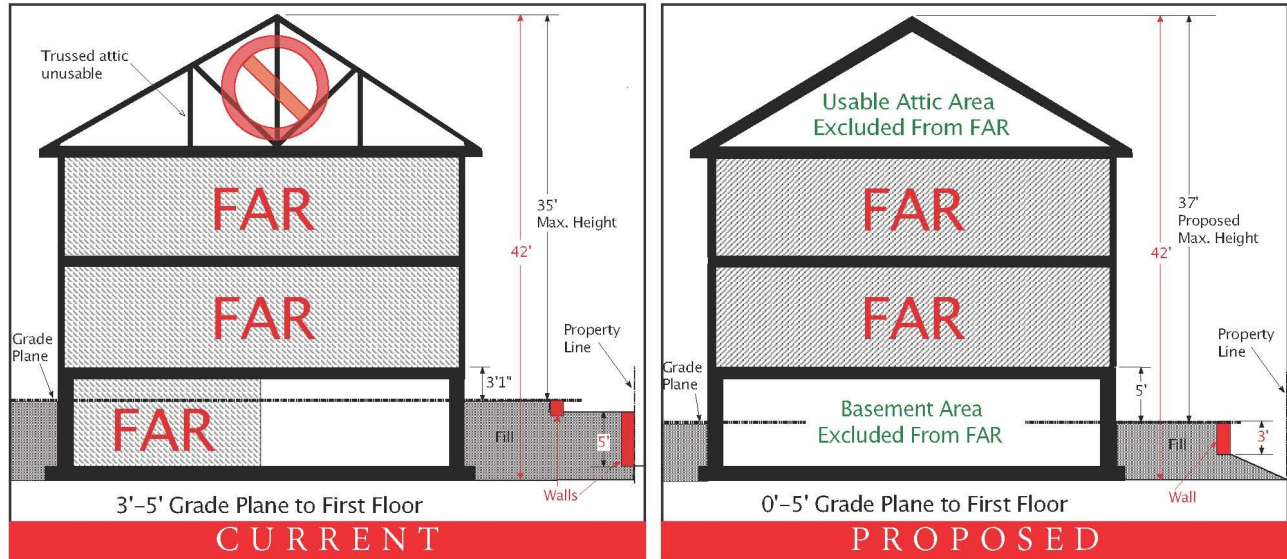 Trussed attic
unusable
FAR
FAR
FAR
Grade
Plane
35'
Max. Height
42'
Property
Line
3'1"
Fill
5'
Walls
3'-5' Grade Plane to First Floor
CURRENT
Usable Attic Area
Excluded From FAR
FAR
FAR
37'
Proposed
Max. Height
42'
Property
Line
Grade
Plane
5'
Basement Area
Excluded From FAR
Fill
3'
Wall
0'-5' Grade Plane to First Floor
PROPOSED